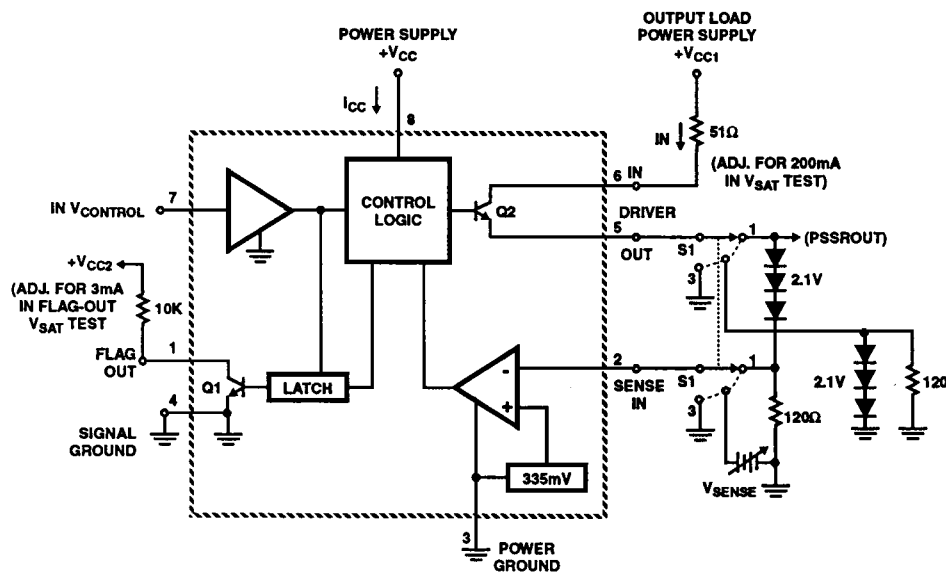 POWER SUPPLY
+VCC
OUTPUT LOAD
POWER SUPPLY
+VCC1
ICC
8
IN
51Ω
(ADJ. FOR 200mA
IN VSAT TEST)
6
IN
7
IN VCONTROL
CONTROL
LOGIC
Q2
DRIVER
5
OUT
S1
1
(PSSROUT)
3
2.1V
+VCC2
(ADJ. FOR 3mA
IN FLAG-OUT
VSAT TEST
10K
FLAG
OUT
1
Q1
LATCH
-
+
2
SENSE
IN
S1
1
3
2.1V
120
120Ω
4
SIGNAL
GROUND
335mV
VSENSE
3
POWER
GROUND